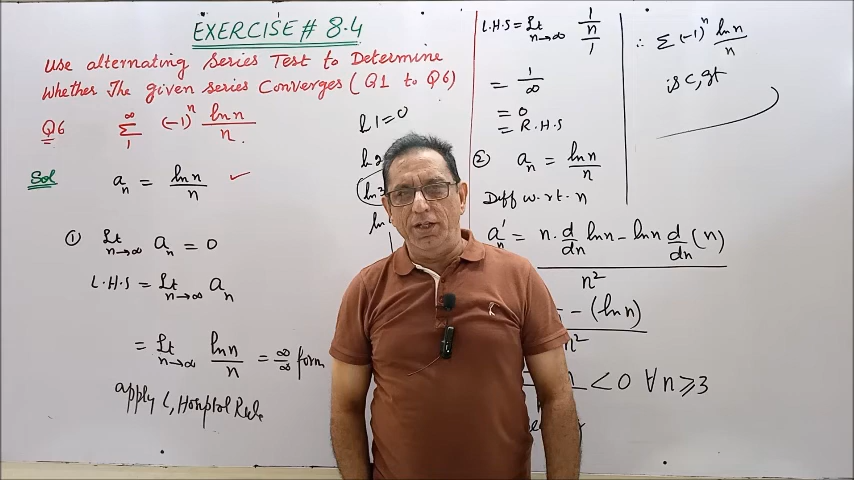 EXERCISE # 8.4
Use alternating Series Test to Determine
Whether The given series Converges (Q1 to Q6)
Q6 ∑₁^∞ (-1)^n ln n / n.
Sol a_n = ln n / n ✓
① Lt n→∞ a_n = 0
L.H.S = Lt n→∞ a_n
= Lt n→∞ ln n / n = ∞/∞ form
apply L,
l 1 = 0
ln
L.H.S = Lt n→∞ (1/n)/1
= 1/∞
= 0
= R.H.S
② a_n = ln n / n
Diff w.r.t. n
a'_n = (n. d/dn ln n - ln n d/dn (n)) / n²
- (ln n)
n²
< 0 ∀ n ⩾ 3
∴ ∑ (-1)^n ln n / n
is C,gt